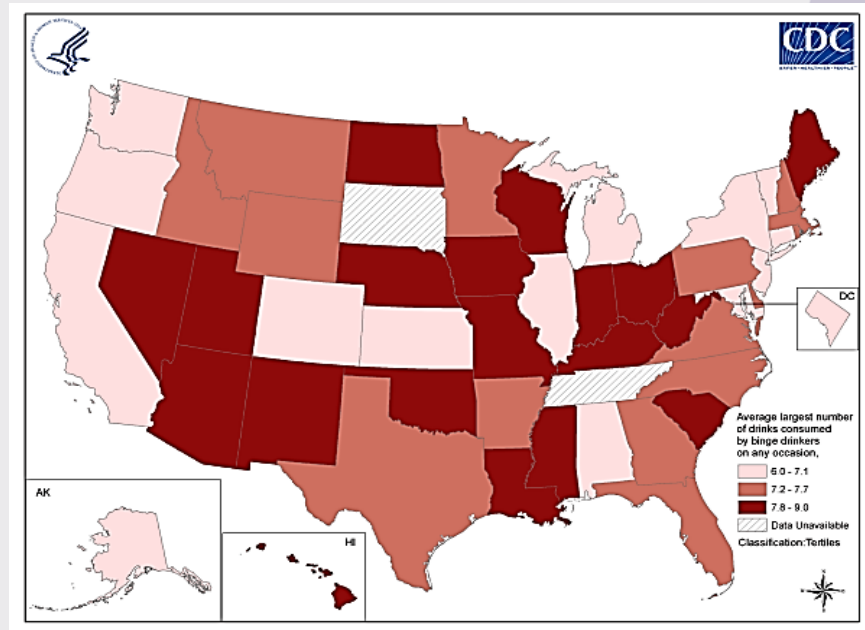 CDC
DC
Average largest number
of drinks consumed
by binge drinkers
on any occasion,
6.0 - 7.1
7.2 - 7.7
7.8 - 9.0
Data Unavailable
Classification:Tertiles
AK
HI